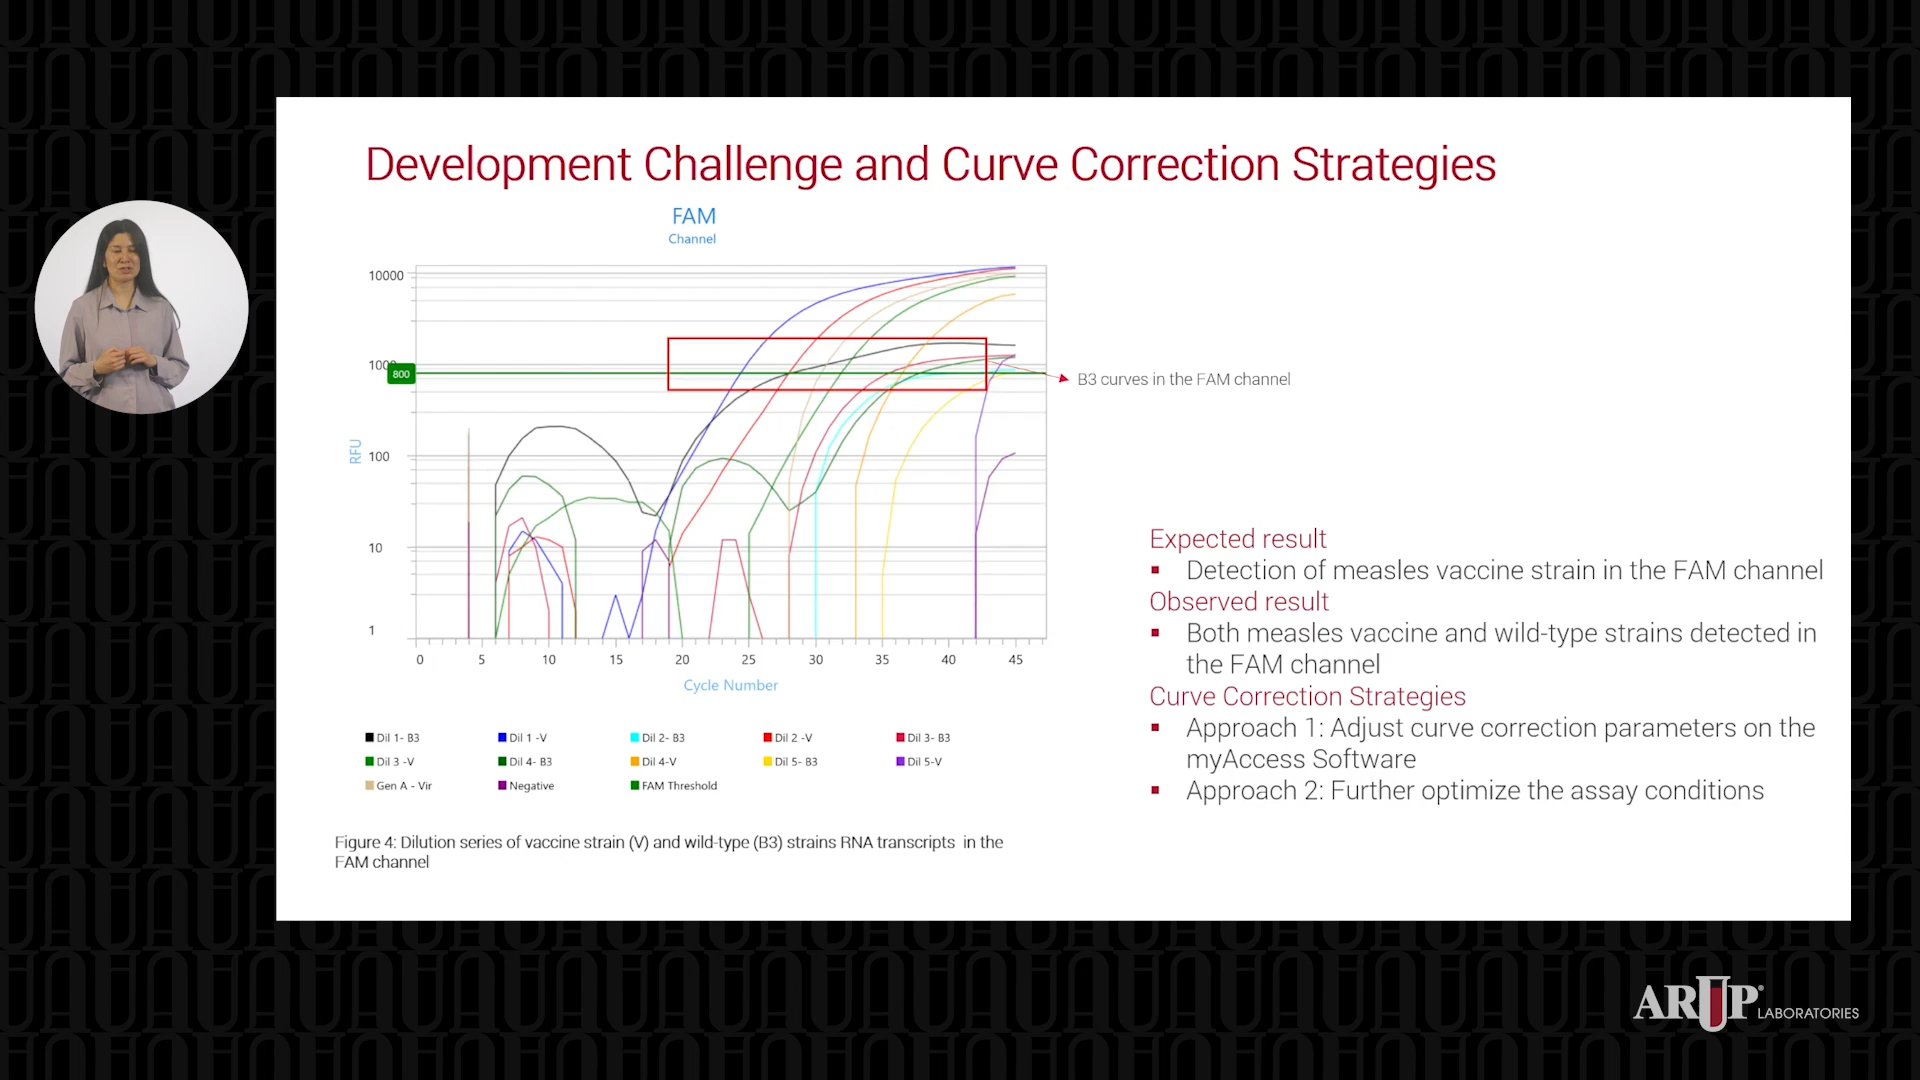 Development Challenge and Curve Correction Strategies
FAM
Channel
10000
1000
800
100
10
1
RFU
0 5 10 15 20 25 30 35 40 45
Cycle Number
B3 curves in the FAM channel
Dil 1- B3 Dil 1 -V Dil 2- B3 Dil 2 -V Dil 3- B3
Dil 3 -V Dil 4- B3 Dil 4-V Dil 5- B3 Dil 5-V
Gen A - Vir Negative FAM Threshold
Figure 4: Dilution series of vaccine strain (V) and wild-type (B3) strains RNA transcripts in the
FAM channel
Expected result
▪ Detection of measles vaccine strain in the FAM channel
Observed result
▪ Both measles vaccine and wild-type strains detected in
the FAM channel
Curve Correction Strategies
▪ Approach 1: Adjust curve correction parameters on the
myAccess Software
▪ Approach 2: Further optimize the assay conditions
ARUP® LABORATORIES